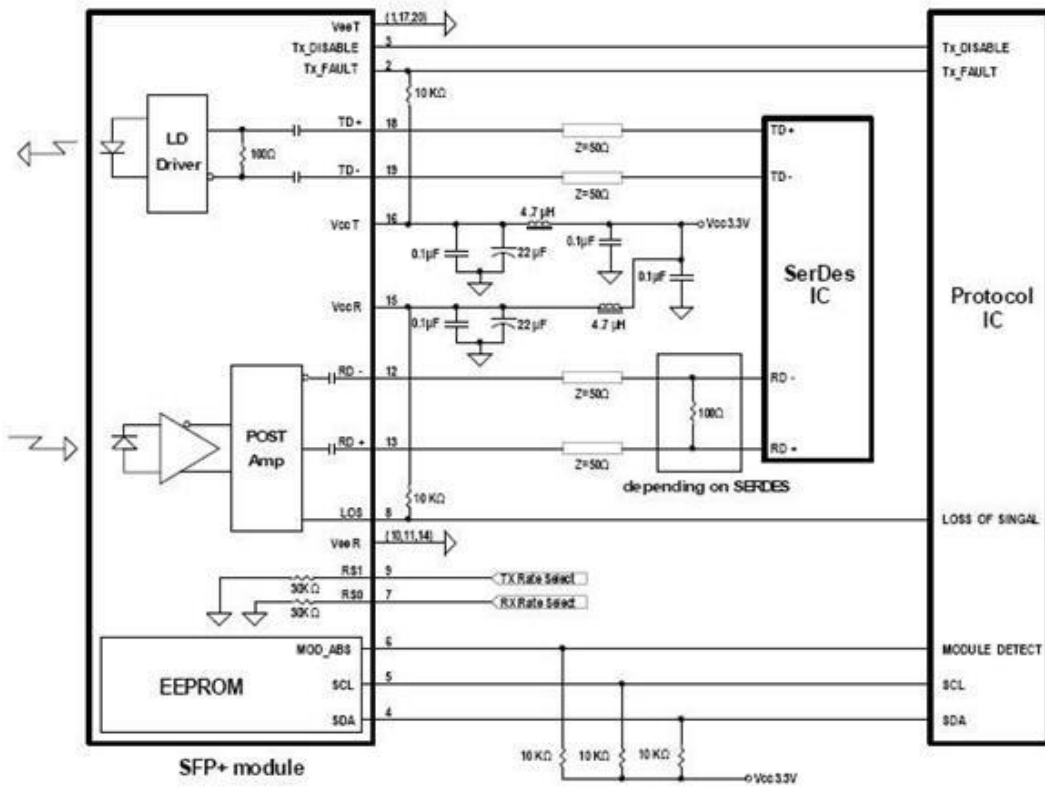 VeeT
(1,17,20)
Tx_DISABLE
3
Tx_DISABLE
Tx_FAULT
2
Tx_FAULT
10 KΩ
LD
Driver
100Ω
TD+
18
Z=50Ω
TD+
TD-
19
Z=50Ω
TD-
VccT
16
4.7 µH
Vcc3.3V
0.1µF
22 µF
0.1µF
0.1µF
SerDes
IC
Protocol
IC
VccR
15
0.1µF
22 µF
4.7 µH
RD -
12
Z=50Ω
RD -
100Ω
POST
Amp
RD +
13
Z=50Ω
RD +
depending on SERDES
10 KΩ
LOS
8
LOSS OF SINGAL
VeeR
(10,11,14)
RS1
9
TX Rate Select
30KΩ
RS0
7
RX Rate Select
30KΩ
MOD_ABS
6
MODULE DETECT
EEPROM
SCL
5
SCL
SDA
4
SDA
10 KΩ
10 KΩ
10 KΩ
Vcc3.3V
SFP+ module